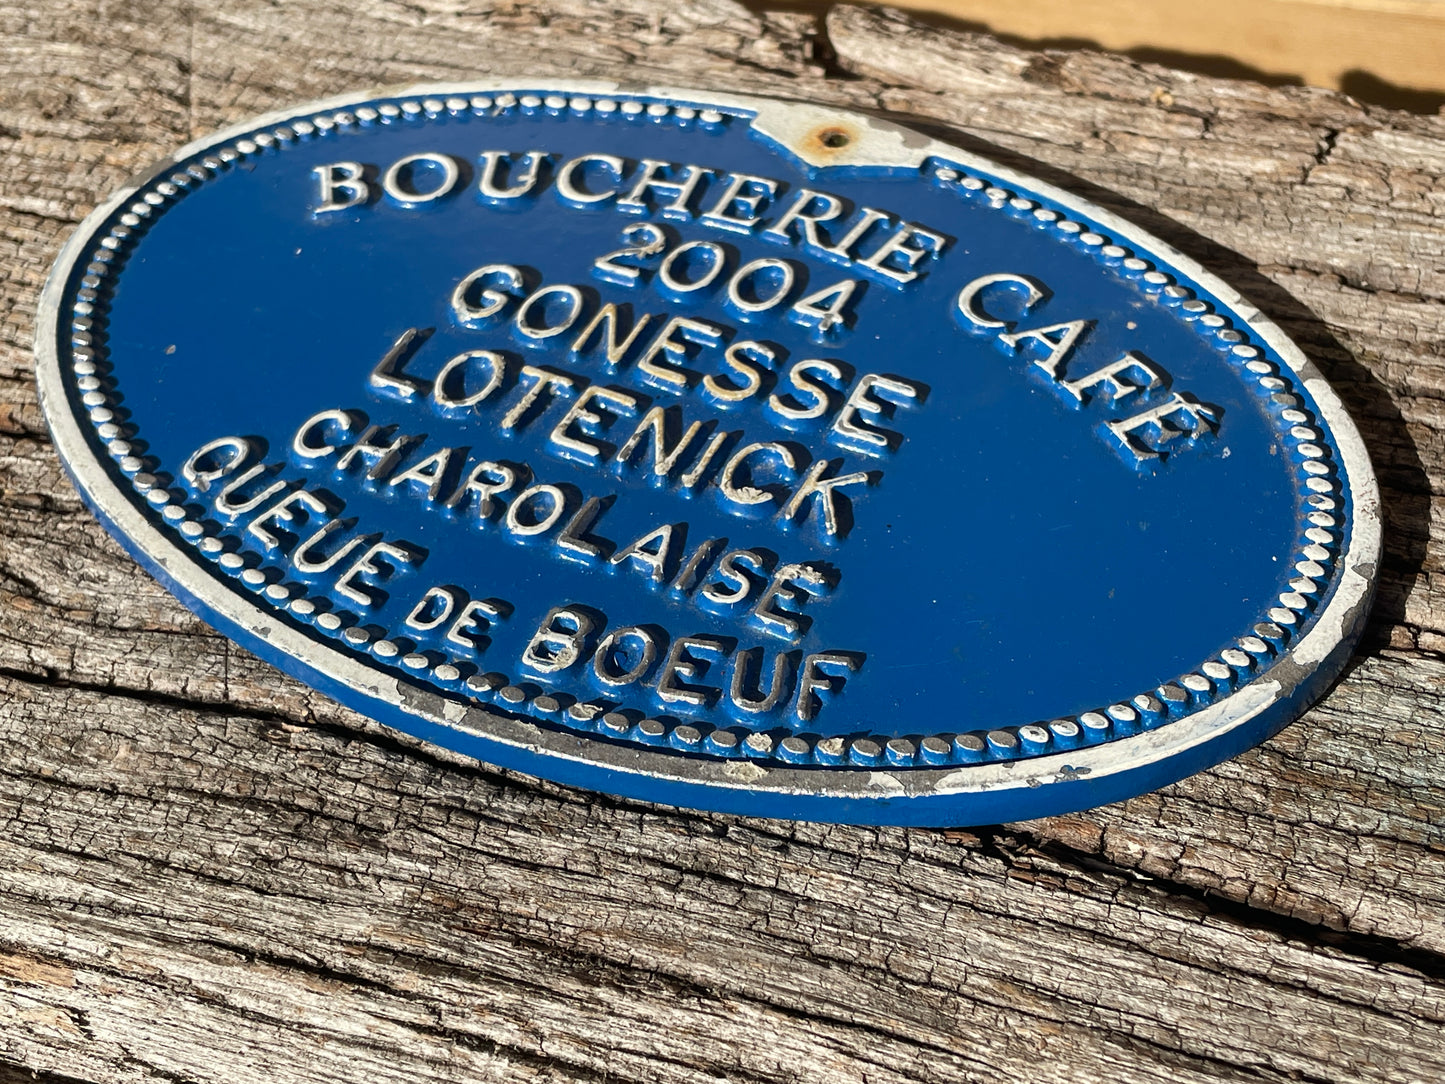 BOUCHERIE CAFÉ
2004
GONESSE
LOTENICK
CHAROLAISE
QUEUE DE BOEUF